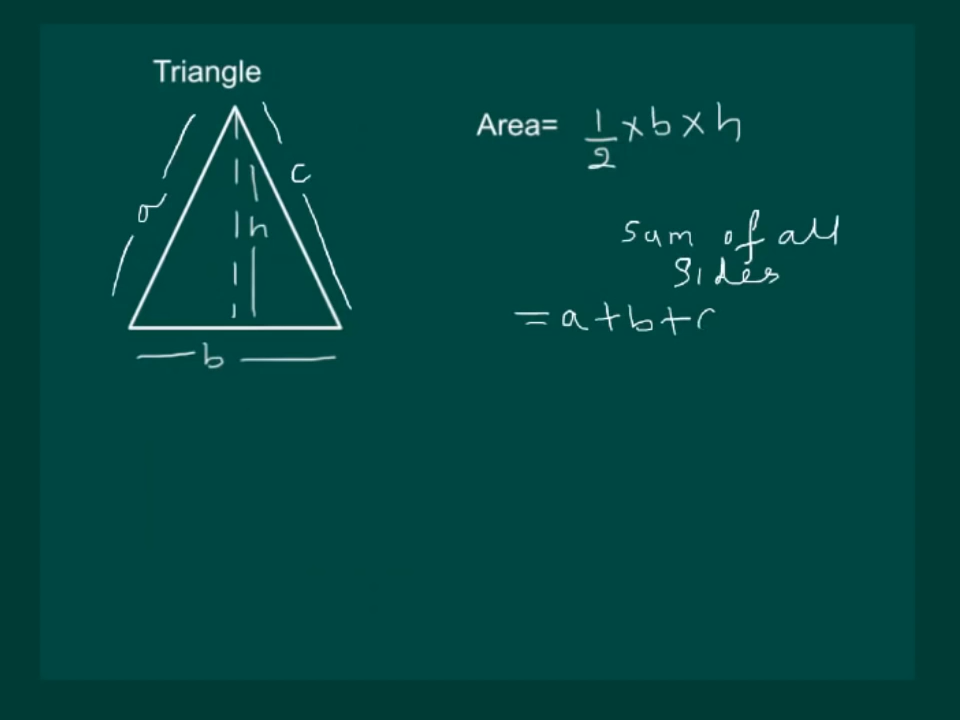 Triangle
Area= 1/2 × b × h
a
c
h
b
Sum of all
Sides
= a + b + c